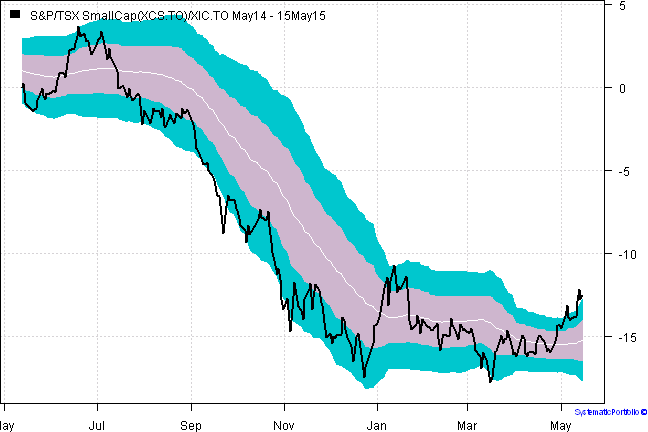 S&P/TSX SmallCap(XCS.TO)/XIC.TO May14 - 15May15
5
0
-5
-10
-15
lay Jul Sep Nov Jan Mar May
SystematicPortfolio ©